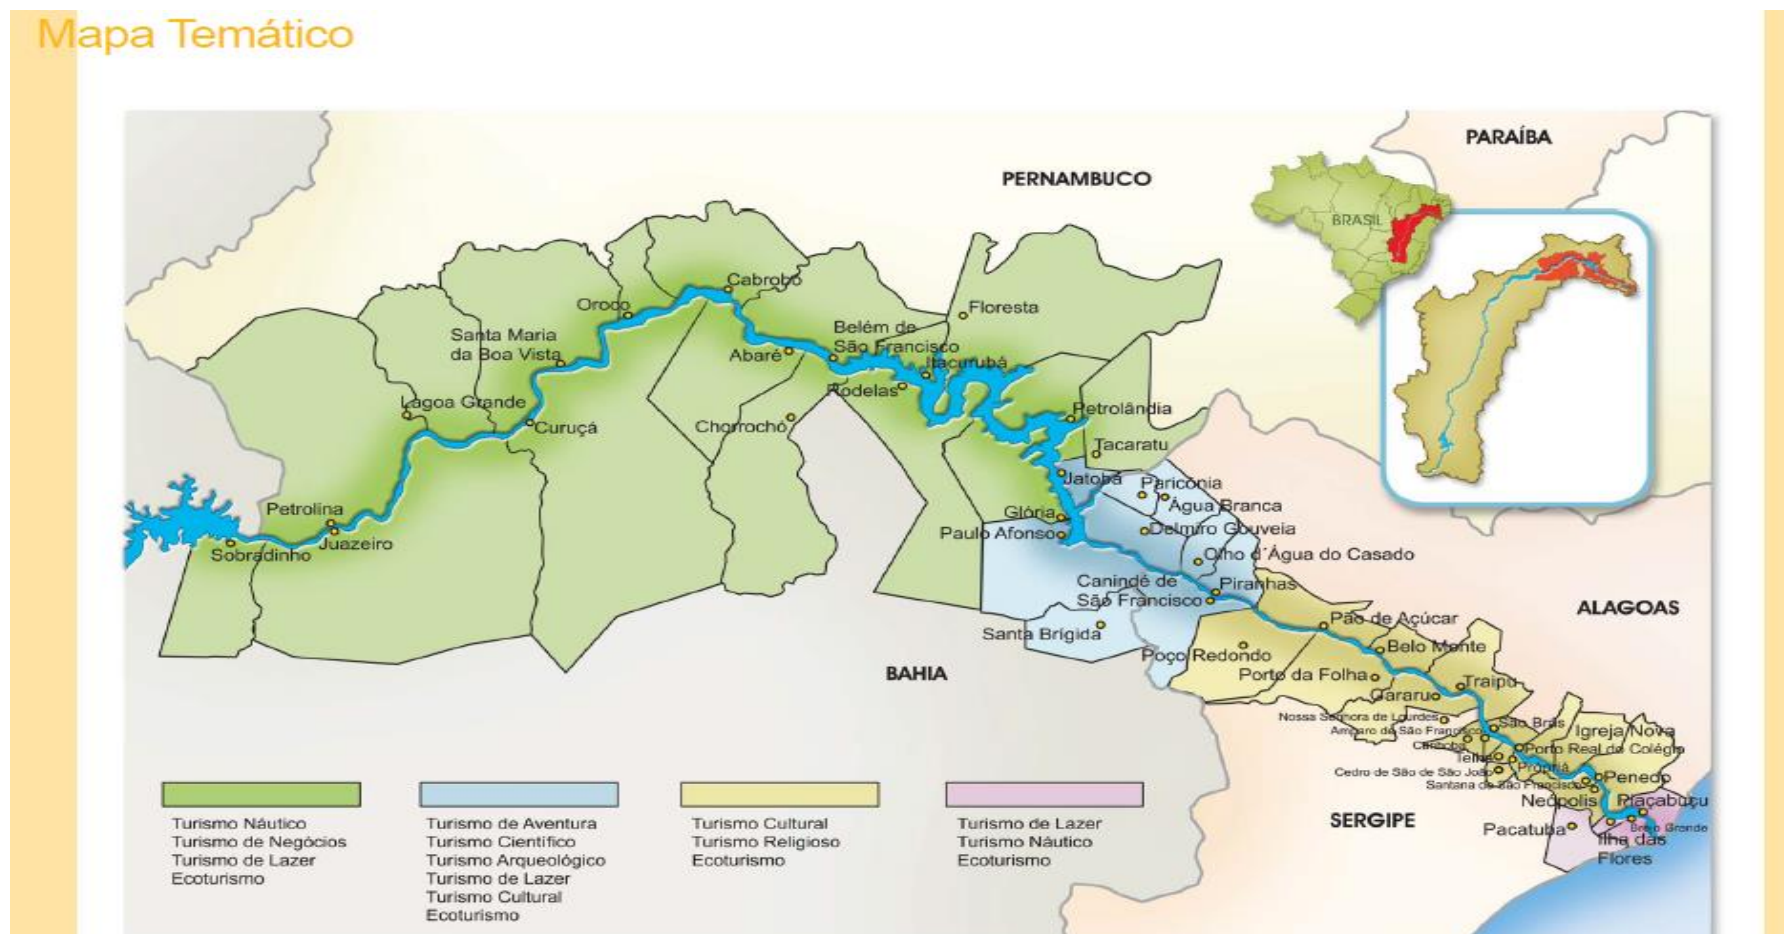 Mapa Temático
PARAÍBA
PERNAMBUCO
BRASIL
Cabrobó
Orocó
Floresta
Santa Maria
da Boa Vista
Belém de
São Francisco
Abaré
Itacurubá
Rodelas
Lagoa Grande
Curuçá
Chorrochó
Petrolândia
Tacaratu
Jatobá
Pariconia
Água Branca
Petrolina
Glória
Juazeiro
Sobradinho
Paulo Afonso
Delmiro Gouveia
Olho d´Água do Casado
Canindé de
São Francisco
Piranhas
ALAGOAS
Santa Brígida
Pão de Açúcar
Poço Redondo
Belo Monte
BAHIA
Porto da Folha
Traipu
Gararu
Nossa Senhora de Lourdes
Amparo de São Francisco
São Brás
Igreja Nova
Porto Real do Colégio
Telha
Propriá
Cedro de São de São João
Penedo
Santana de São Francisco
Neópolis
Piaçabuçu
SERGIPE
Pacatuba
Brejo Grande
Ilha das
Flores
Turismo Náutico
Turismo de Negócios
Turismo de Lazer
Ecoturismo
Turismo de Aventura
Turismo Científico
Turismo Arqueológico
Turismo de Lazer
Turismo Cultural
Ecoturismo
Turismo Cultural
Turismo Religioso
Ecoturismo
Turismo de Lazer
Turismo Náutico
Ecoturismo